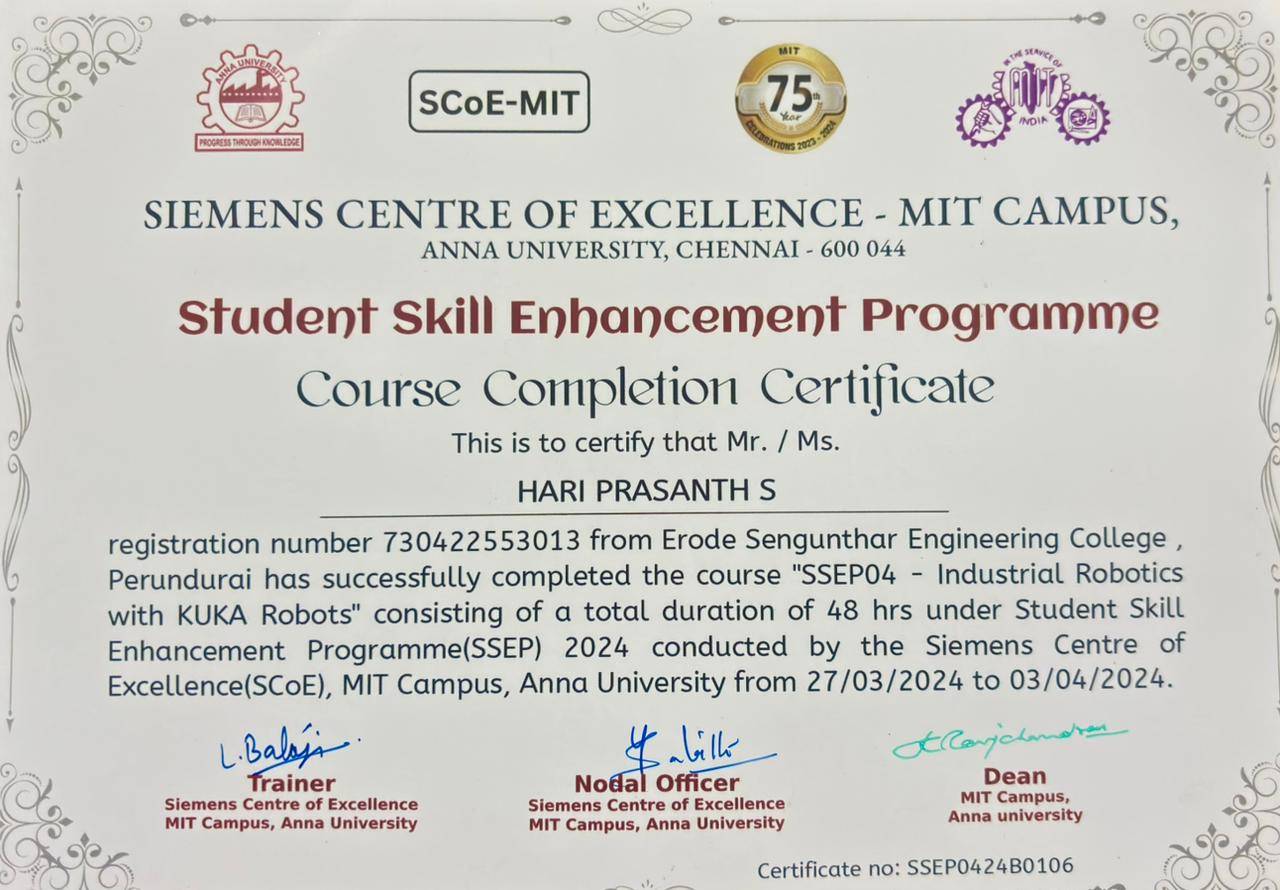 ANNA UNIVERSITY
PROGRESS THROUGH KNOWLEDGE
SCoE-MIT
MIT
75th
Year
CELEBRATIONS 2023 - 2024
IN THE SERVICE OF
MIT
INDIA
SIEMENS CENTRE OF EXCELLENCE - MIT CAMPUS,
ANNA UNIVERSITY, CHENNAI - 600 044
Student Skill Enhancement Programme
Course Completion Certificate
This is to certify that Mr. / Ms.
HARI PRASANTH S
registration number 730422553013 from Erode Sengunthar Engineering College ,
Perundurai has successfully completed the course "SSEP04 - Industrial Robotics
with KUKA Robots" consisting of a total duration of 48 hrs under Student Skill
Enhancement Programme(SSEP) 2024 conducted by the Siemens Centre of
Excellence(SCoE), MIT Campus, Anna University from 27/03/2024 to 03/04/2024.
L. Balaji
Trainer
Siemens Centre of Excellence
MIT Campus, Anna University
Nodal Officer
Siemens Centre of Excellence
MIT Campus, Anna University
Dean
MIT Campus,
Anna university
Certificate no: SSEP0424B0106